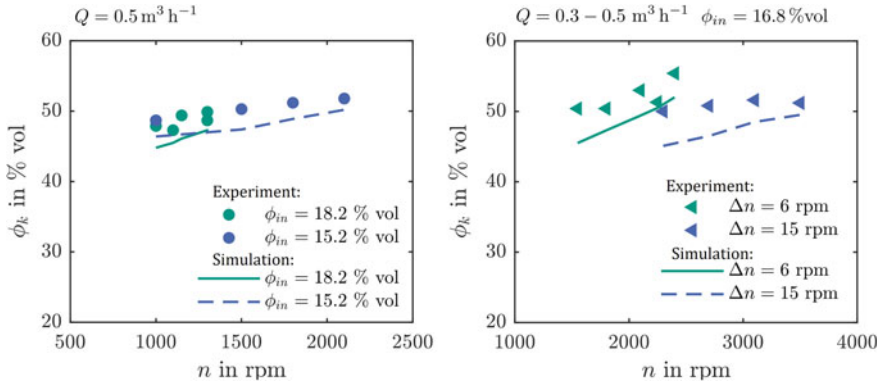 Q = 0.5 m³ h⁻¹
ϕₖ in % vol
60
50
40
30
20
Experiment:
ϕᵢₙ = 18.2 % vol
ϕᵢₙ = 15.2 % vol
Simulation:
ϕᵢₙ = 18.2 % vol
ϕᵢₙ = 15.2 % vol
500 1000 1500 2000 2500
n in rpm
Q = 0.3 − 0.5 m³ h⁻¹ ϕᵢₙ = 16.8 %vol
ϕₖ in % vol
60
50
40
30
20
Experiment:
Δn = 6 rpm
Δn = 15 rpm
Simulation:
Δn = 6 rpm
Δn = 15 rpm
1000 2000 3000 4000
n in rpm